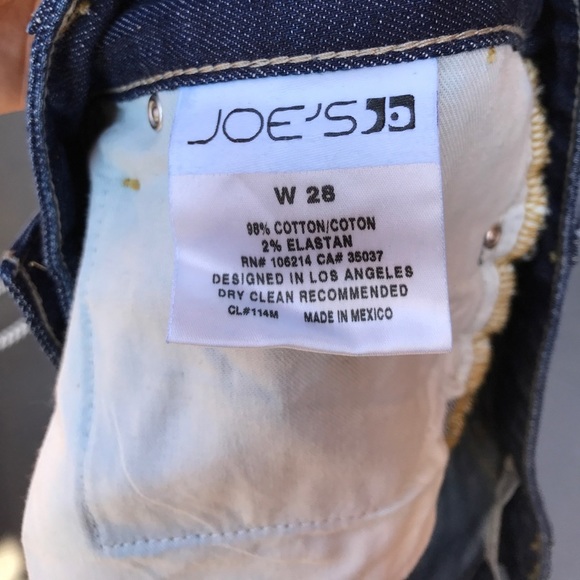 JOE'S
W 28
98% COTTON/COTON
2% ELASTAN
RN# 106214 CA# 35037
DESIGNED IN LOS ANGELES
DRY CLEAN RECOMMENDED
CL#114M MADE IN MEXICO